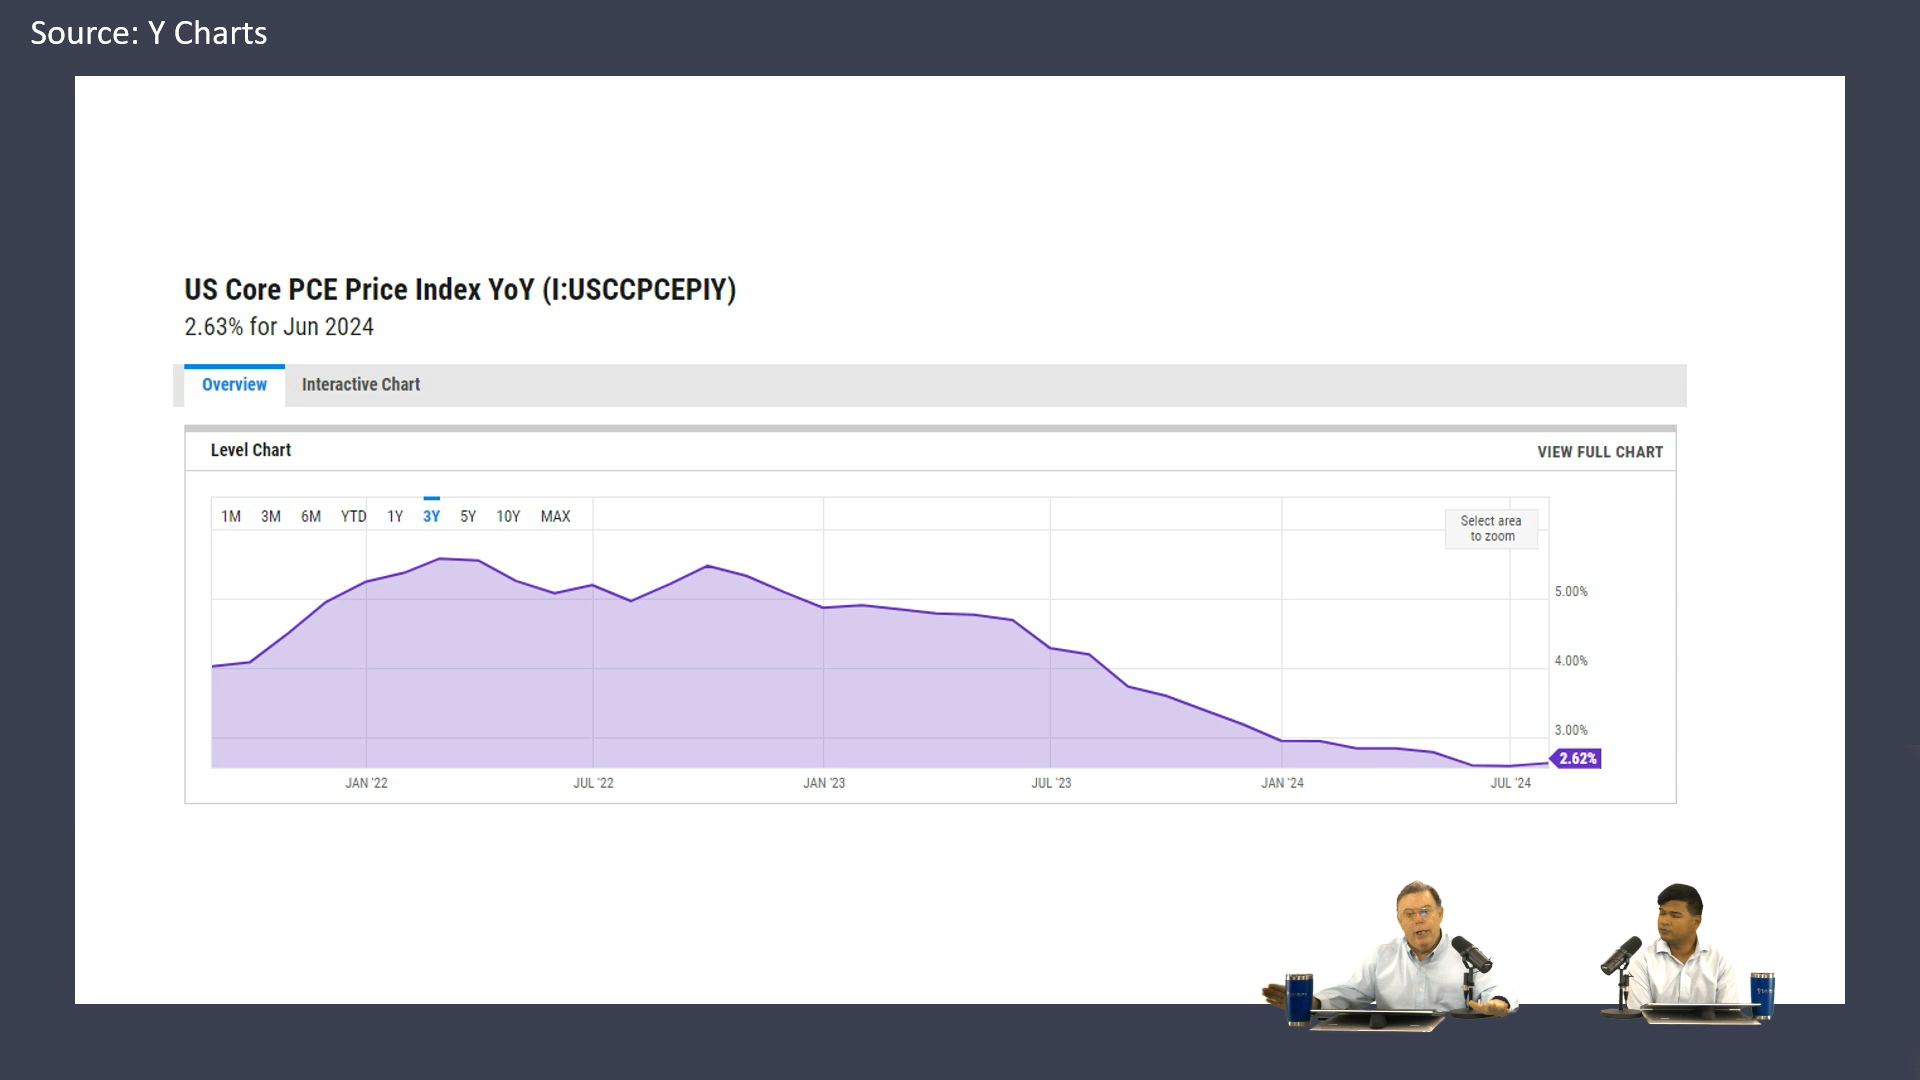 Source: Y Charts
US Core PCE Price Index YoY (I:USCCPCEPIY)
2.63% for Jun 2024
Overview Interactive Chart
Level Chart VIEW FULL CHART
1M 3M 6M YTD 1Y 3Y 5Y 10Y MAX
Select area
to zoom
5.00%
4.00%
3.00%
2.62%
JAN '22 JUL '22 JAN '23 JUL '23 JAN '24 JUL '24